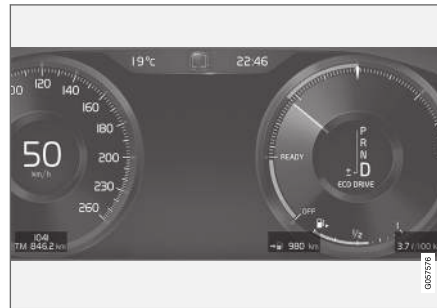 19°c
22:46
00
120
140
160
180
200
230
260
50
km/h
1041
TM 846.2 km
P
R
N
±
D
ECO DRIVE
READY
OFF
980 km
1/2
1
3.7 l/100 k
G057576